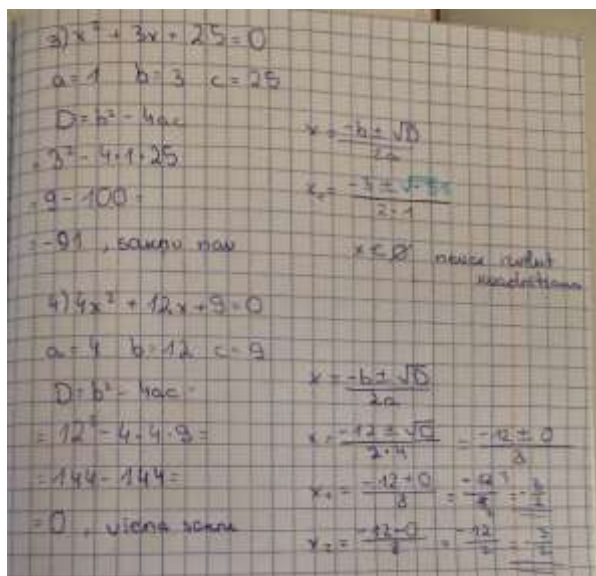 3) x² + 3x + 25 = 0
a = 1 b = 3 c = 25
D = b² - 4ac
= 3² - 4·1·25
= 9 - 100 =
= -91, sakņu nav
x = (-b ± √D)/2a
x₁ = (-3 ± √-91)/(2·1)
x ∈ ∅
4) 4x² + 12x + 9 = 0
a = 4 b = 12 c = 9
D = b² - 4ac =
= 12² - 4·4·9 =
= 144 - 144 =
= 0, viena sakne
x = (-b ± √D)/2a
x = (-12 ± √0)/(2·4) = (-12 ± 0)/8
x₁ = (-12 + 0)/8
x₂ = (-12 - 0)/8